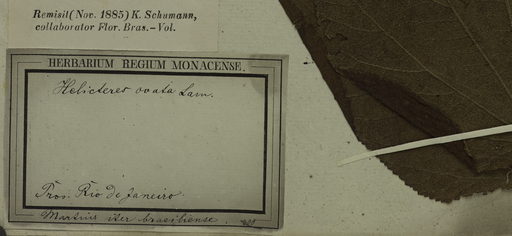 Remisit (Nov. 1885) K. Schumann,
collaborator Flor. Bras. – Vol.
HERBARIUM REGIUM MONACENSE.
Helicteres ovata Lam.
Prov. Rio de Janeiro
Martius iter brasiliense